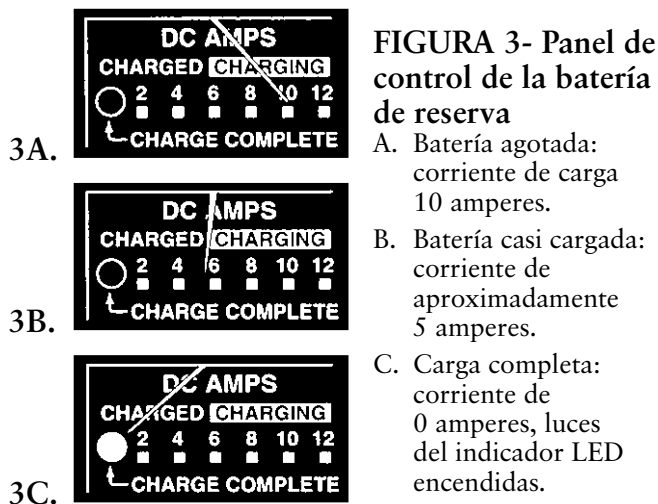 DC AMPS
CHARGED CHARGING
2 4 6 8 10 12
CHARGE COMPLETE
3A.
DC AMPS
CHARGED CHARGING
2 4 6 8 10 12
CHARGE COMPLETE
3B.
DC AMPS
CHARGED CHARGING
2 4 6 8 10 12
CHARGE COMPLETE
3C.
FIGURA 3- Panel de
control de la batería
de reserva
A. Batería agotada:
corriente de carga
10 amperes.
B. Batería casi cargada:
corriente de
aproximadamente
5 amperes.
C. Carga completa:
corriente de
0 amperes, luces
del indicador LED
encendidas.